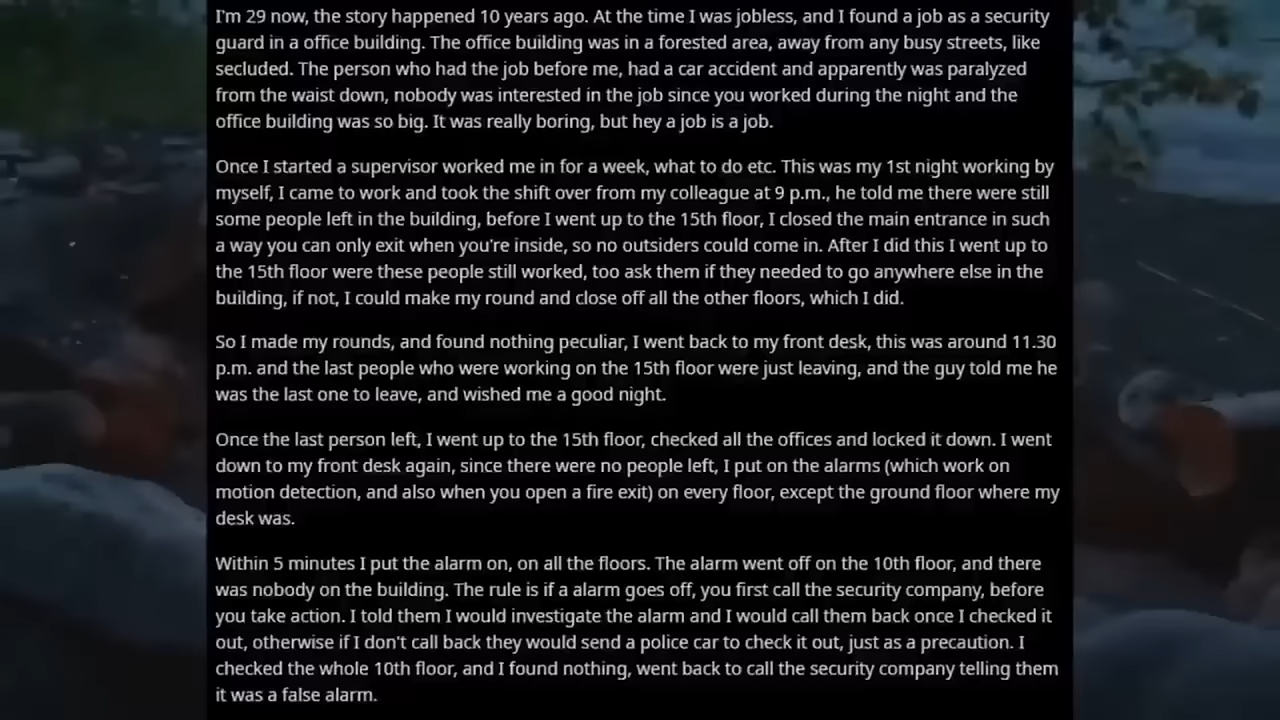 I'm 29 now, the story happened 10 years ago. At the time I was jobless, and I found a job as a security
guard in a office building. The office building was in a forested area, away from any busy streets, like
secluded. The person who had the job before me, had a car accident and apparently was paralyzed
from the waist down, nobody was interested in the job since you worked during the night and the
office building was so big. It was really boring, but hey a job is a job.
Once I started a supervisor worked me in for a week, what to do etc. This was my 1st night working by
myself, I came to work and took the shift over from my colleague at 9 p.m., he told me there were still
some people left in the building, before I went up to the 15th floor, I closed the main entrance in such
a way you can only exit when you're inside, so no outsiders could come in. After I did this I went up to
the 15th floor were these people still worked, too ask them if they needed to go anywhere else in the
building, if not, I could make my round and close off all the other floors, which I did.
So I made my rounds, and found nothing peculiar, I went back to my front desk, this was around 11.30
p.m. and the last people who were working on the 15th floor were just leaving, and the guy told me he
was the last one to leave, and wished me a good night.
Once the last person left, I went up to the 15th floor, checked all the offices and locked it down. I went
down to my front desk again, since there were no people left, I put on the alarms (which work on
motion detection, and also when you open a fire exit) on every floor, except the ground floor where my
desk was.
Within 5 minutes I put the alarm on, on all the floors. The alarm went off on the 10th floor, and there
was nobody on the building. The rule is if a alarm goes off, you first call the security company, before
you take action. I told them I would investigate the alarm and I would call them back once I checked it
out, otherwise if I don't call back they would send a police car to check it out, just as a precaution. I
checked the whole 10th floor, and I found nothing, went back to call the security company telling them
it was a false alarm.